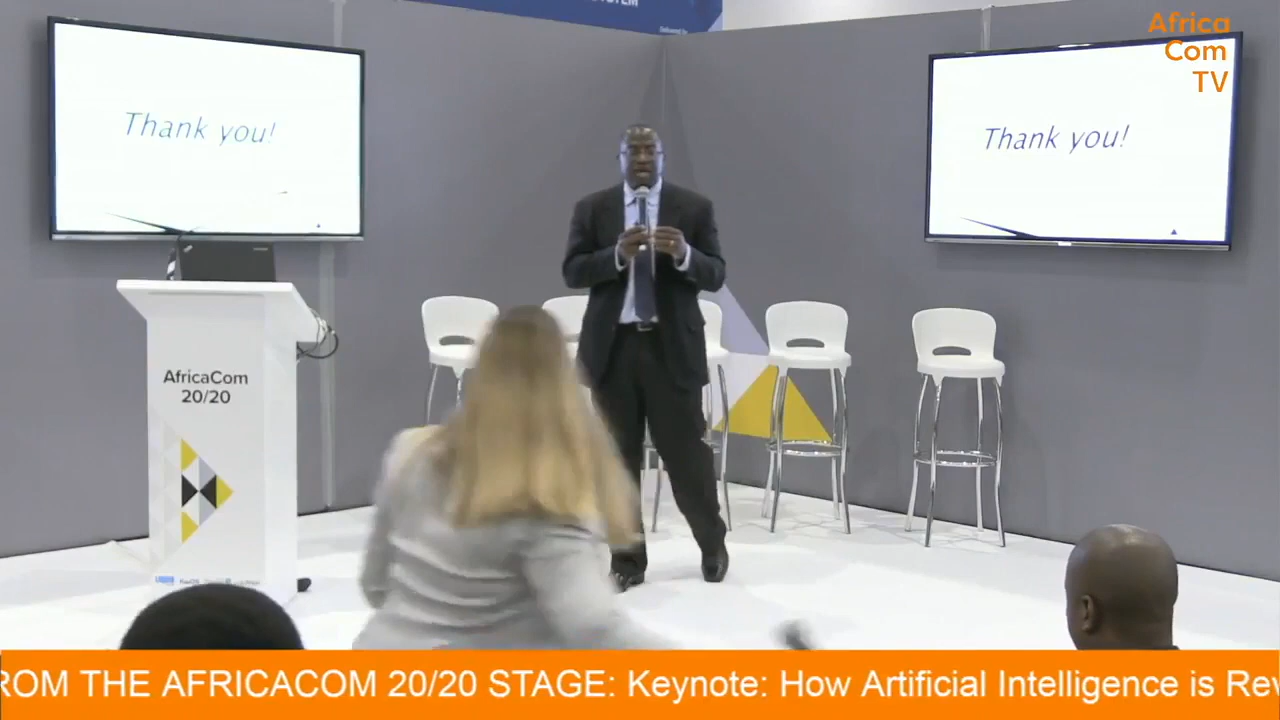 Africa
Com
TV
Thank you!
Thank you!
AfricaCom
20/20
ROM THE AFRICACOM 20/20 STAGE: Keynote: How Artificial Intelligence is Rev